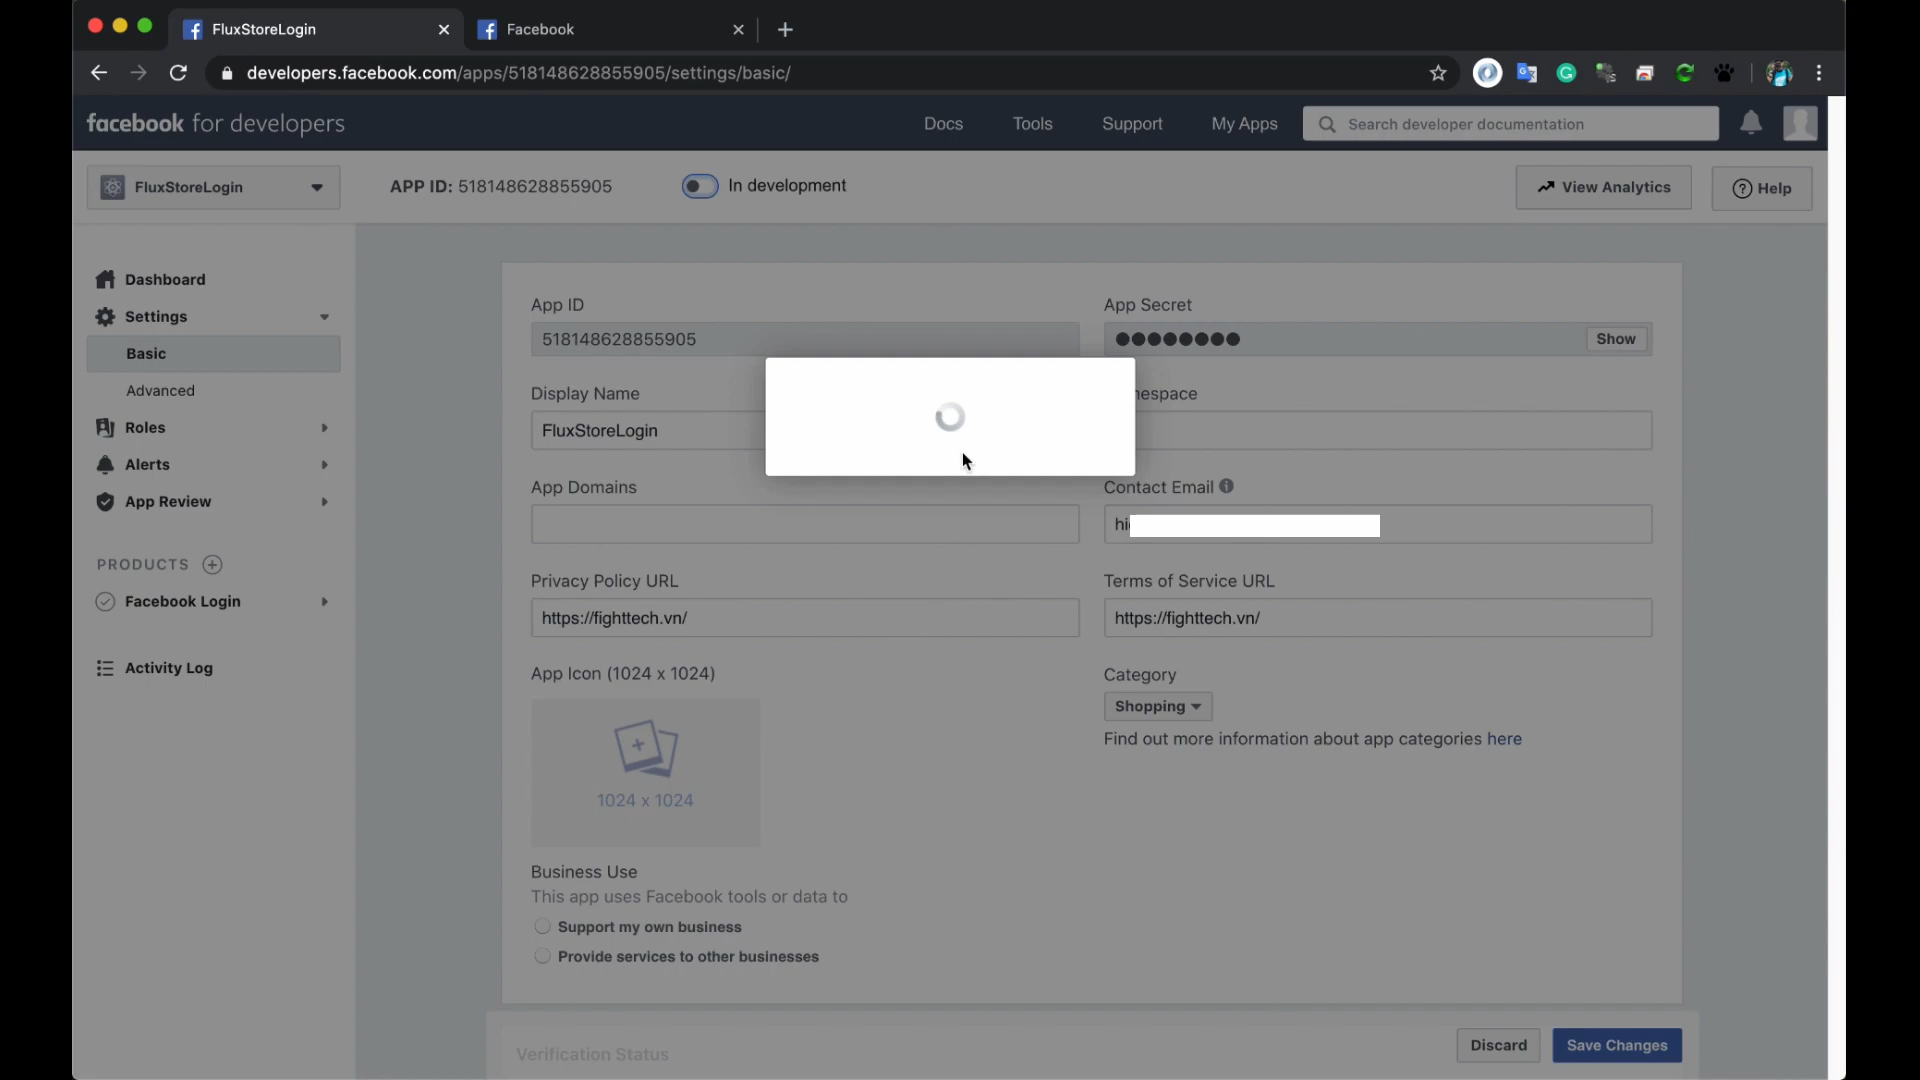 FluxStoreLogin
Facebook
developers.facebook.com/apps/518148628855905/settings/basic/
facebook for developers
Docs
Tools
Support
My Apps
Search developer documentation
FluxStoreLogin
APP ID: 518148628855905
In development
View Analytics
Help
Dashboard
Settings
Basic
Advanced
Roles
Alerts
App Review
PRODUCTS
Facebook Login
Activity Log
App ID
518148628855905
App Secret
●●●●●●●●
Show
Display Name
FluxStoreLogin
espace
App Domains
Contact Email
hi
Privacy Policy URL
https://fighttech.vn/
Terms of Service URL
https://fighttech.vn/
App Icon (1024 x 1024)
1024 x 1024
Category
Shopping
Find out more information about app categories here
Business Use
This app uses Facebook tools or data to
Support my own business
Provide services to other businesses
Verification Status
Discard
Save Changes